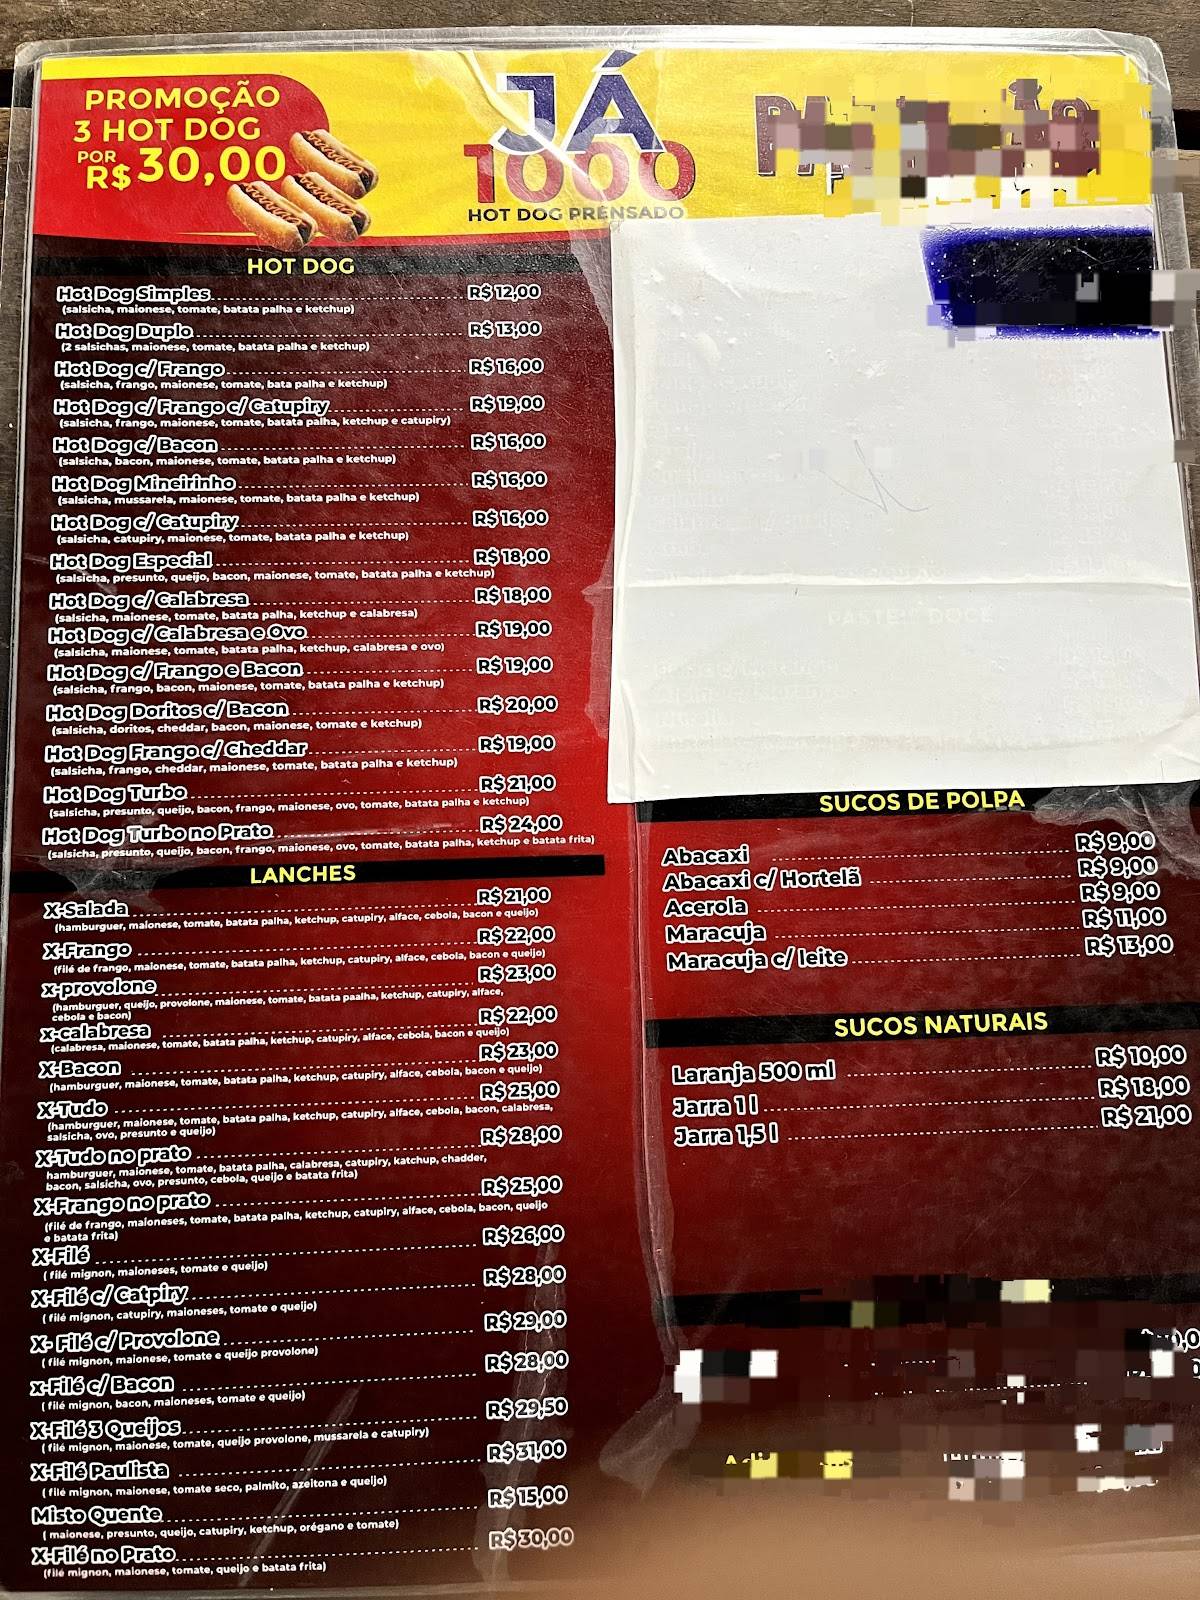 PROMOÇÃO
3 HOT DOG
POR
R$ 30,00
JÁ
1000
HOT DOG PRENSADO
HOT DOG
Hot Dog Simples R$ 12,00
(salsicha, maionese, tomate, batata palha e ketchup)
Hot Dog Duplo R$ 13,00
(2 salsichas, maionese, tomate, batata palha e ketchup)
Hot Dog c/ Frango R$ 16,00
(salsicha, frango, maionese, tomate, bata palha e ketchup)
Hot Dog c/ Frango c/ Catupiry R$ 19,00
(salsicha, frango, maionese, tomate, batata palha, ketchup e catupiry)
Hot Dog c/ Bacon R$ 16,00
(salsicha, bacon, maionese, tomate, batata palha e ketchup)
Hot Dog Mineirinho R$ 16,00
(salsicha, mussarela, maionese, tomate, batata palha e ketchup)
Hot Dog c/ Catupiry R$ 16,00
(salsicha, catupiry, maionese, tomate, batata palha e ketchup)
Hot Dog Especial R$ 18,00
(salsicha, presunto, queijo, bacon, maionese, tomate, batata palha e ketchup)
Hot Dog c/ Calabresa R$ 18,00
(salsicha, maionese, tomate, batata palha, ketchup e calabresa)
Hot Dog c/ Calabresa e Ovo R$ 19,00
(salsicha, maionese, tomate, batata palha, ketchup, calabresa e ovo)
Hot Dog c/ Frango e Bacon R$ 19,00
(salsicha, frango, bacon, maionese, tomate, batata palha e ketchup)
Hot Dog Doritos c/ Bacon R$ 20,00
(salsicha, doritos, cheddar, bacon, maionese, tomate e ketchup)
Hot Dog Frango c/ Cheddar R$ 19,00
(salsicha, frango, cheddar, maionese, tomate, batata palha e ketchup)
Hot Dog Turbo R$ 21,00
(salsicha, presunto, queijo, bacon, frango, maionese, ovo, tomate, batata palha e ketchup)
Hot Dog Turbo no Prato R$ 24,00
(salsicha, presunto, queijo, bacon, frango, maionese, ovo, tomate, batata palha, ketchup e batata frita)
LANCHES
X-Salada R$ 21,00
(hamburguer, maionese, tomate, batata palha, ketchup, catupiry, alface, cebola, bacon e queijo)
X-Frango R$ 22,00
(filé de frango, maionese, tomate, batata palha, ketchup, catupiry, alface, cebola, bacon e queijo)
x-provolone R$ 23,00
(hamburguer, queijo, provolone, maionese, tomate, batata paalha, ketchup, catupiry, alface,
cebola e bacon)
x-calabresa R$ 22,00
(calabresa, maionese, tomate, batata palha, ketchup, catupiry, alface, cebola, bacon e queijo)
X-Bacon R$ 23,00
(hamburguer, maionese, tomate, batata palha, ketchup, catupiry, alface, cebola, bacon e queijo)
X-Tudo R$ 25,00
(hamburguer, maionese, tomate, batata palha, ketchup, catupiry, alface, cebola, bacon, calabresa,
salsicha, ovo, presunto e queijo)
X-Tudo no prato R$ 28,00
hamburguer, maionese, tomate, batata palha, calabresa, catupiry, katchup, chadder,
bacon, salsicha, ovo, presunto, cebola, queijo e batata frita)
X-Frango no prato R$ 25,00
(filé de frango, maioneses, tomate, batata palha, ketchup, catupiry, alface, cebola, bacon, queijo
e batata frita)
X-Filé R$ 26,00
( filé mignon, maioneses, tomate e queijo)
X-Filé c/ Catpiry R$ 28,00
( filé mignon, catupiry, maioneses, tomate e queijo)
X- Filé c/ Provolone R$ 29,00
( filé mignon, maionese, tomate e queijo provolone)
x-Filé c/ Bacon R$ 28,00
( filé mignon, bacon, maioneses, tomate e queijo)
X-Filé 3 Queijos R$ 29,50
( filé mignon, maionese, tomate, queijo provolone, mussarela e catupiry)
X-Filé Paulista R$ 31,00
( filé mignon, maionese, tomate seco, palmito, azeitona e queijo)
Misto Quente R$ 15,00
( maionese, presunto, queijo, catupiry, ketchup, orégano e tomate)
X-Filé no Prato R$ 30,00
(filé mignon, maionese, tomate, queijo e batata frita)
PASTEL DOCE
SUCOS DE POLPA
Abacaxi R$ 9,00
Abacaxi c/ Hortelã R$ 9,00
Acerola R$ 9,00
Maracuja R$ 11,00
Maracuja c/ leite R$ 13,00
SUCOS NATURAIS
Laranja 500 ml R$ 10,00
Jarra 1 l R$ 18,00
Jarra 1,5 l R$ 21,00